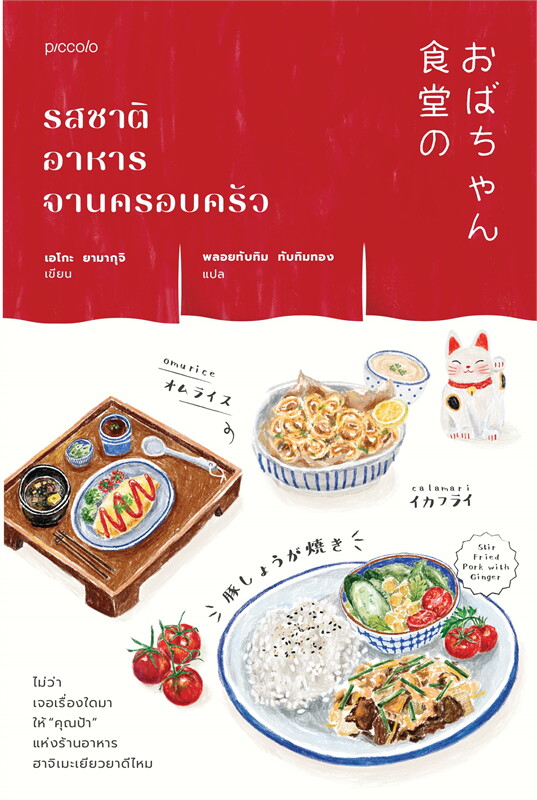 piccolo
おばちゃん
食堂の
รสชาติ
อาหาร
จานครอบครัว
เอโกะ ยามากุจิ
เขียน
พลอยทับทิม ทับทิมทอง
แปล
omurice
オムライス
calamari
イカフライ
豚しょうが焼き
Stir
Fried
Pork with
Ginger
ไม่ว่า
เจอเรื่องใดมา
ให้ “คุณป้า”
แห่งร้านอาหาร
ฮาจิเมะเยียวยาดีไหม